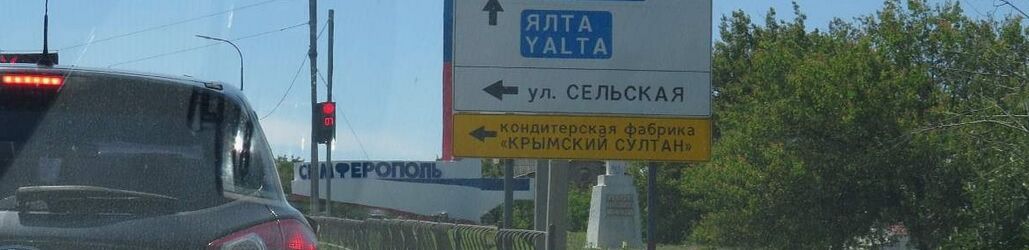 ЯЛТА
YALTA
ул. СЕЛЬСКАЯ
кондитерская фабрика
«КРЫМСКИЙ СУЛТАН»
СИМФЕРОПОЛЬ